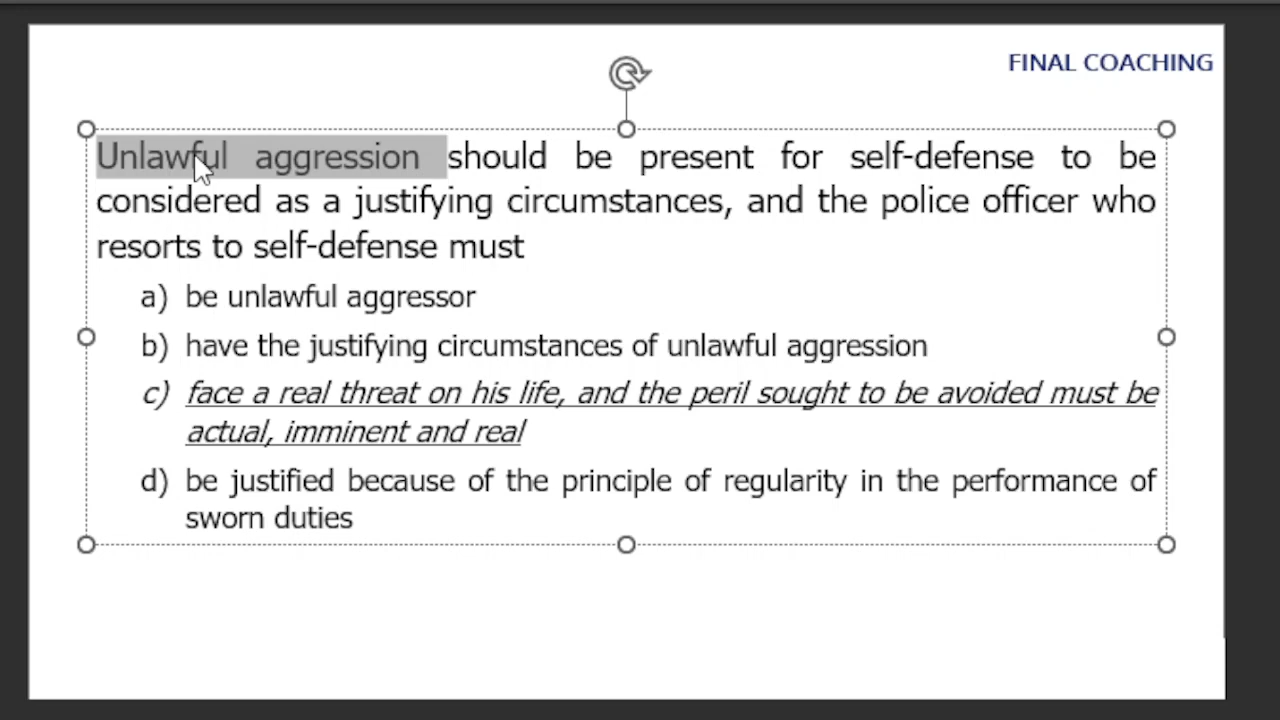 FINAL COACHING
Unlawful aggression should be present for self-defense to be
considered as a justifying circumstances, and the police officer who
resorts to self-defense must
a) be unlawful aggressor
b) have the justifying circumstances of unlawful aggression
c) face a real threat on his life, and the peril sought to be avoided must be
actual, imminent and real
d) be justified because of the principle of regularity in the performance of
sworn duties